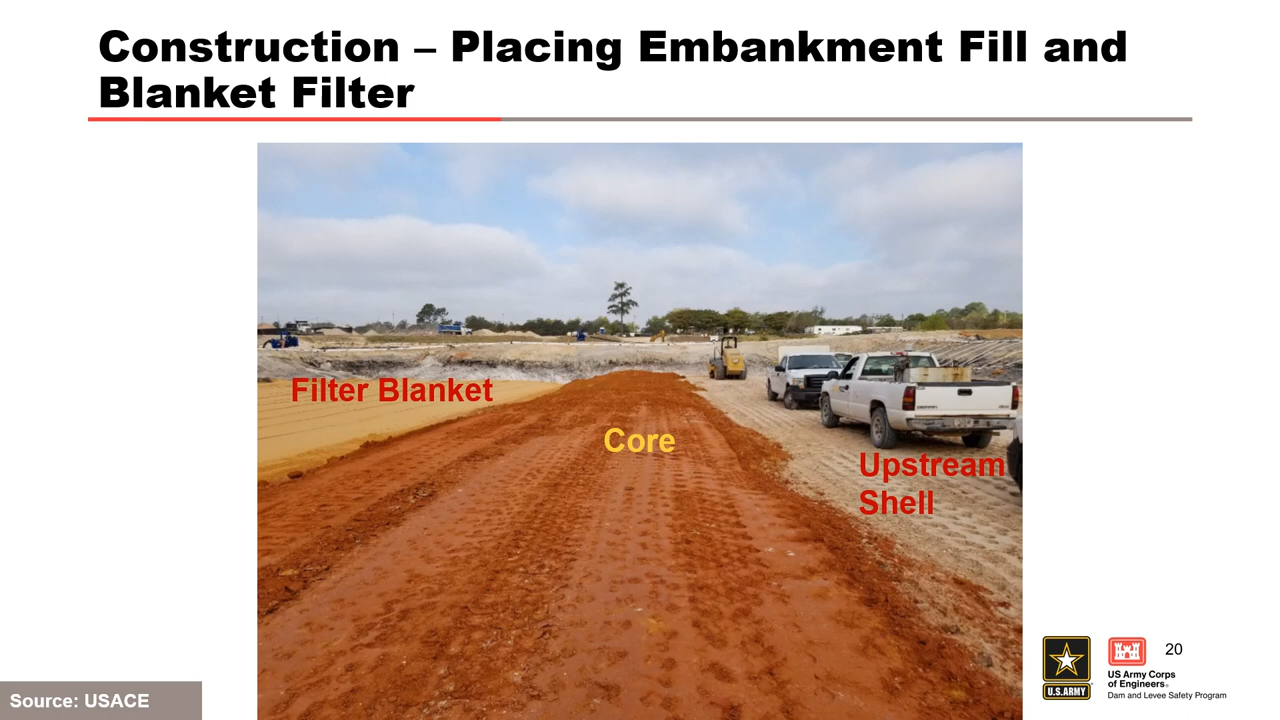 Construction – Placing Embankment Fill and
Blanket Filter
Filter Blanket
Core
Upstream
Shell
20
U.S.ARMY
US Army Corps
of Engineers®
Dam and Levee Safety Program
Source: USACE